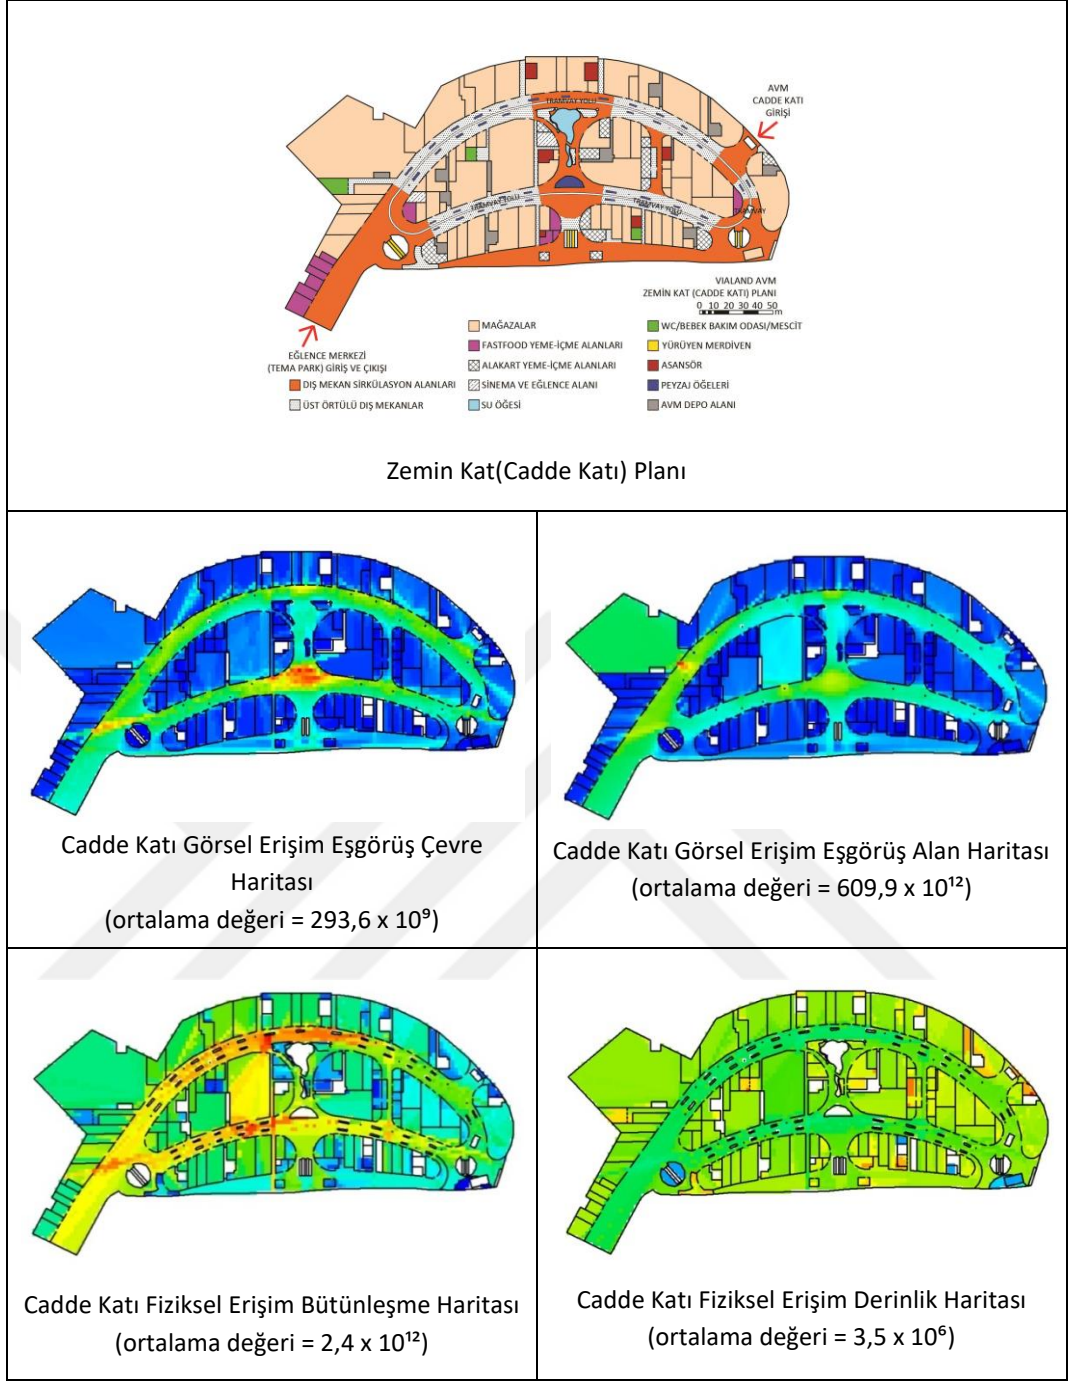 AVM
CADDE KATI
GİRİŞİ
TRAMVAY YOLU
TRAMVAY YOLU
TRAMVAY YOLU
TRAMVAY
VIALAND AVM
ZEMİN KAT (CADDE KATI) PLANI
0 10 20 30 40 50
m
EĞLENCE MERKEZİ
(TEMA PARK) GİRİŞ VE ÇIKIŞI
DIŞ MEKAN SİRKÜLASYON ALANLARI
ÜST ÖRTÜLÜ DIŞ MEKANLAR
MAĞAZALAR
FASTFOOD YEME-İÇME ALANLARI
ALAKART YEME-İÇME ALANLARI
SİNEMA VE EĞLENCE ALANI
SU ÖĞESİ
WC/BEBEK BAKIM ODASI/MESCİT
YÜRÜYEN MERDİVEN
ASANSÖR
PEYZAJ ÖĞELERİ
AVM DEPO ALANI
Zemin Kat(Cadde Katı) Planı
Cadde Katı Görsel Erişim Eşgörüş Çevre
Haritası
(ortalama değeri = 293,6 x 10⁹)
Cadde Katı Görsel Erişim Eşgörüş Alan Haritası
(ortalama değeri = 609,9 x 10¹²)
Cadde Katı Fiziksel Erişim Bütünleşme Haritası
(ortalama değeri = 2,4 x 10¹²)
Cadde Katı Fiziksel Erişim Derinlik Haritası
(ortalama değeri = 3,5 x 10⁶)